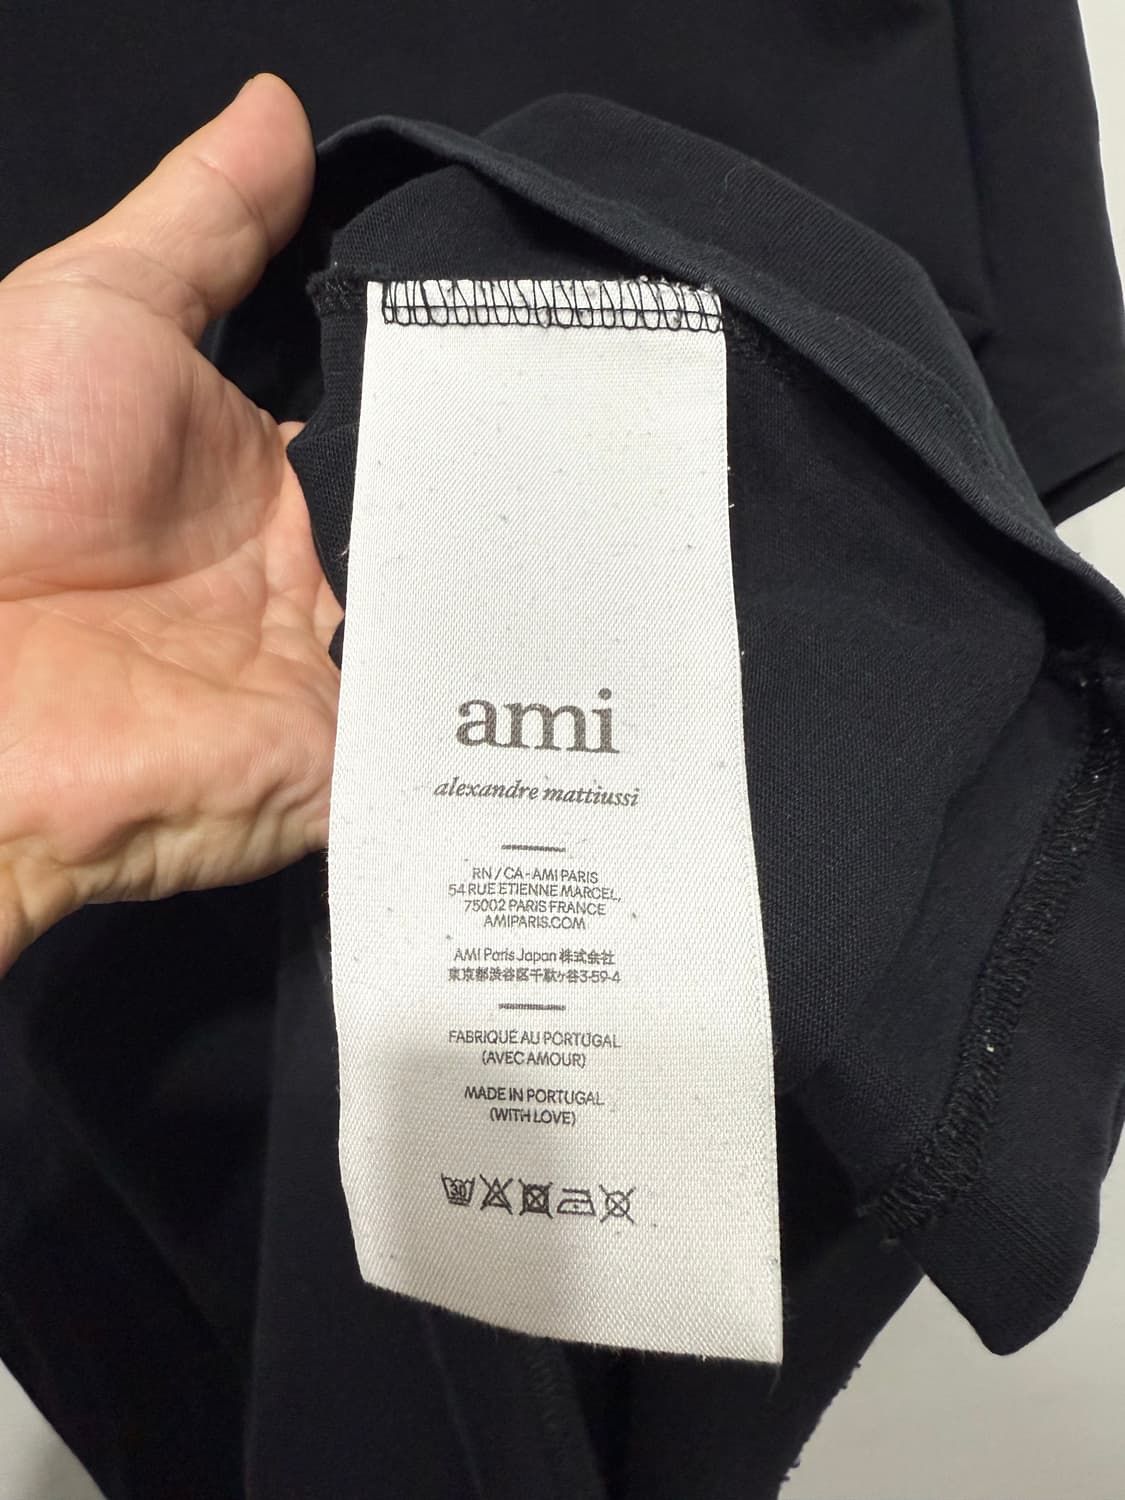 ami
alexandre mattiussi
RN / CA - AMI PARIS
54 RUE ETIENNE MARCEL,
75002 PARIS FRANCE
AMIPARIS.COM
AMI Paris Japan 株式会社
東京都渋谷区千駄ヶ谷3-59-4
FABRIQUÉ AU PORTUGAL
(AVEC AMOUR)
MADE IN PORTUGAL
(WITH LOVE)
30